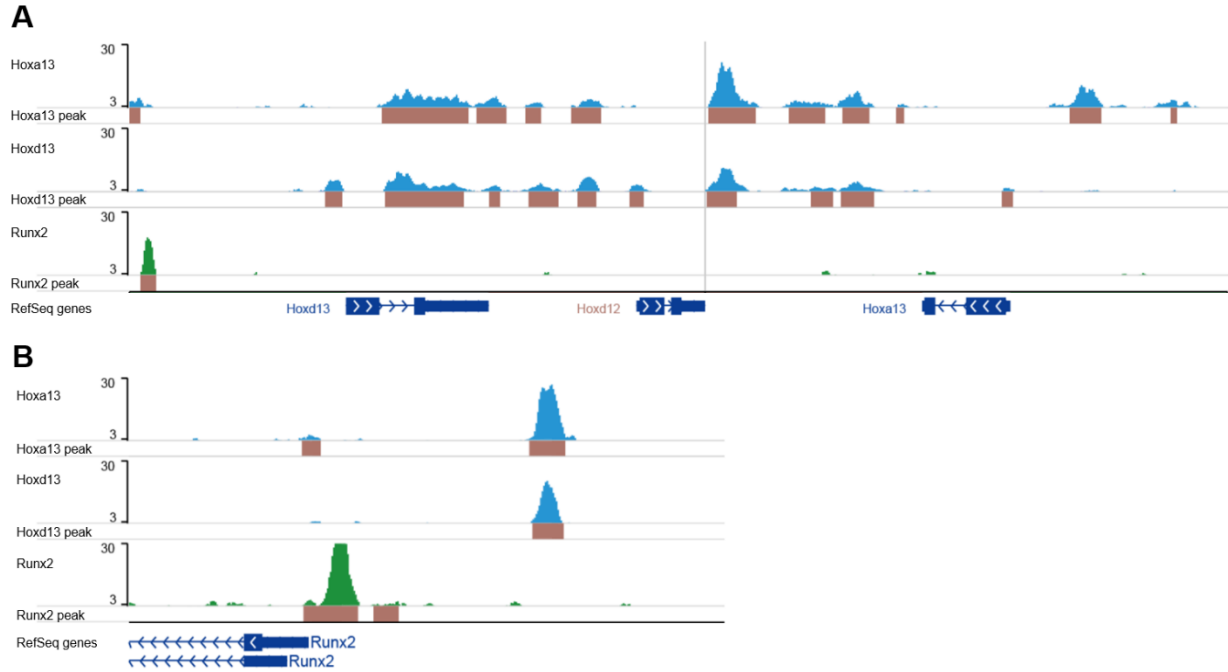 A
30
Hoxa13
3
Hoxa13 peak
30
Hoxd13
3
Hoxd13 peak
30
Runx2
3
Runx2 peak
RefSeq genes Hoxd13 Hoxd12 Hoxa13
B
30
Hoxa13
3
Hoxa13 peak
30
Hoxd13
3
Hoxd13 peak
30
Runx2
3
Runx2 peak
RefSeq genes Runx2
Runx2